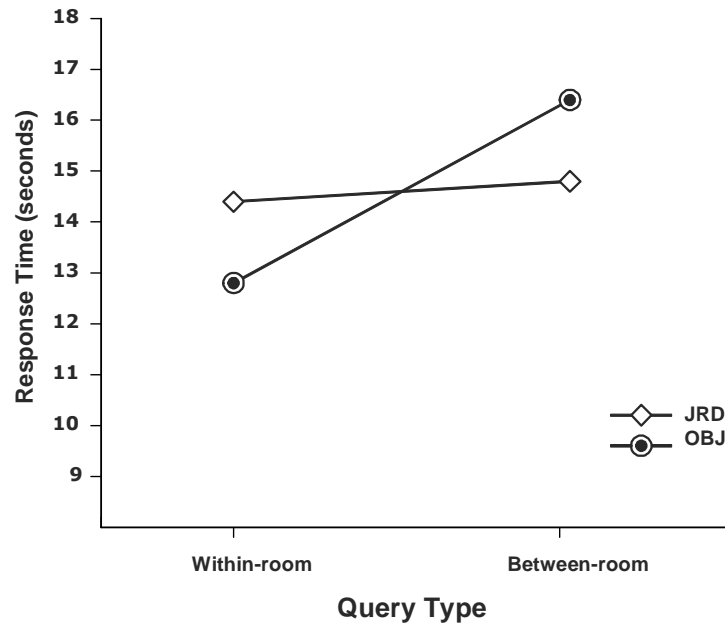 18
17
16
15
14
13
12
11
10
9
Response Time (seconds)
JRD
OBJ
Within-room
Between-room
Query Type